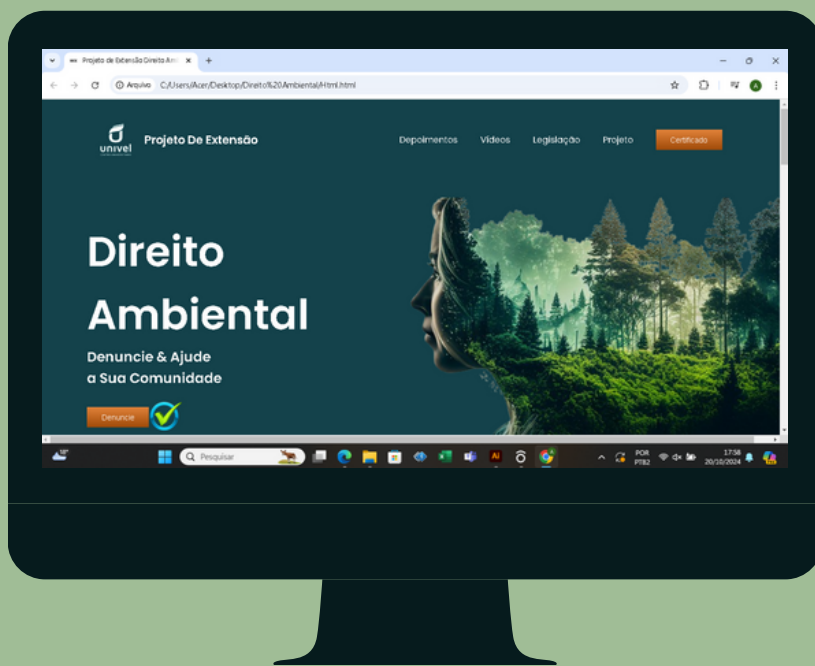 Projeto de Extensão Direito Am
Arquivo C:/Users/Acer/Desktop/Direito%20Ambiental/Html.html
univel
Projeto De Extensão
Depoimentos Vídeos Legislação Projeto Certificado
Direito
Ambiental
Denuncie & Ajude
a Sua Comunidade
Denuncie
18°
Pesquisar
POR
PTB2
17:58
20/10/2024